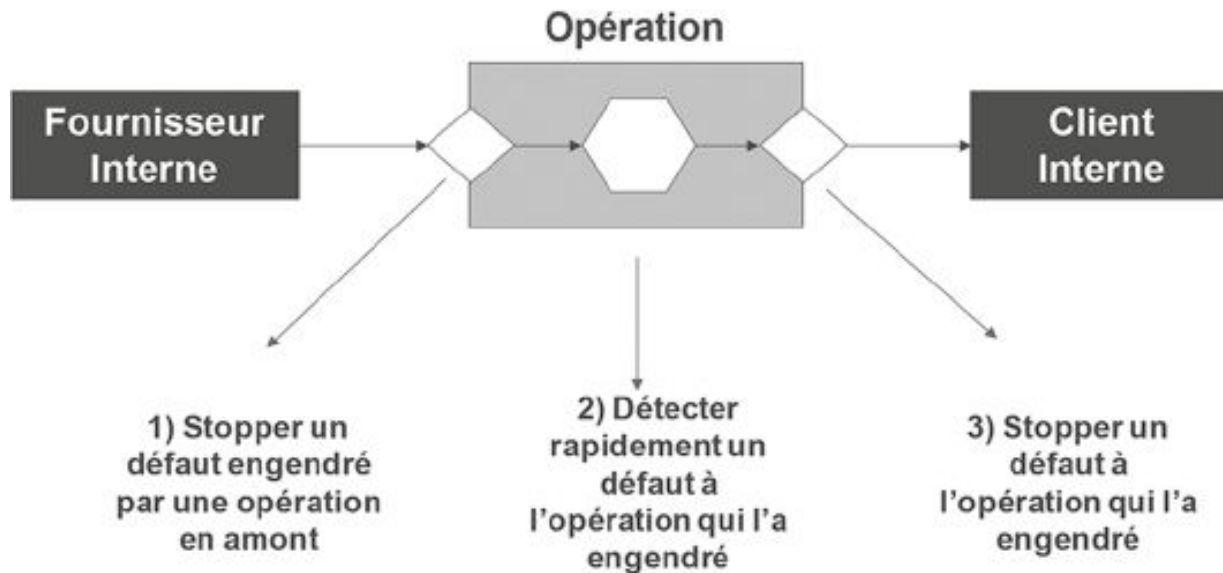 Opération
Fournisseur
Interne
Client
Interne
1) Stopper un
défaut engendré
par une opération
en amont
2) Détecter
rapidement un
défaut à
l’opération qui l’a
engendré
3) Stopper un
défaut à
l’opération qui l’a
engendré